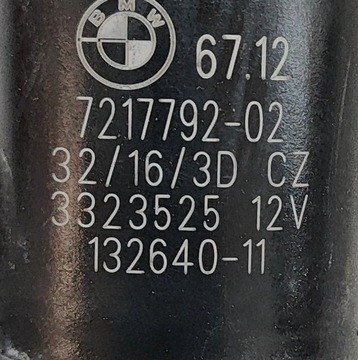 BMW
67.12
7217792-02
32/16/3D CZ
3323525 12V
132640-11